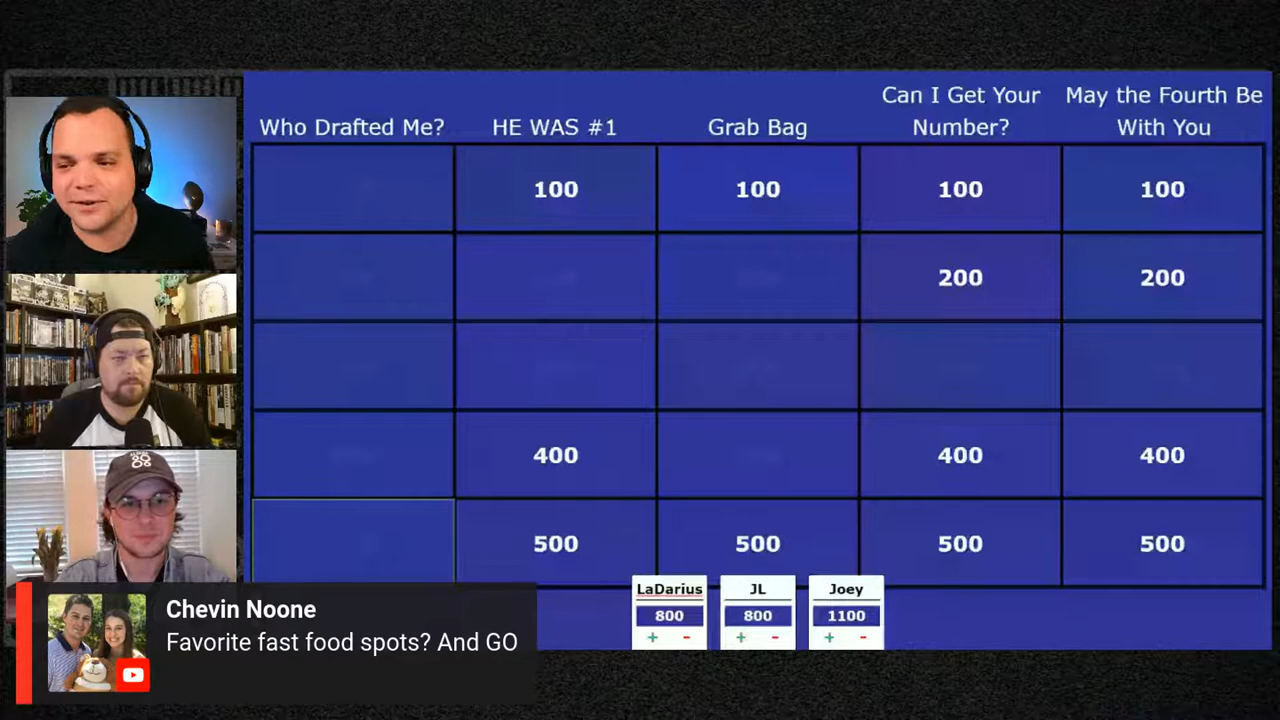 Who Drafted Me?
HE WAS #1
Grab Bag
Can I Get Your
Number?
May the Fourth Be
With You
100 100 100 100
200 200
400 400 400
500 500 500 500
LaDarius JL Joey
800 800 1100
+ - + - + -
Chevin Noone
Favorite fast food spots? And GO